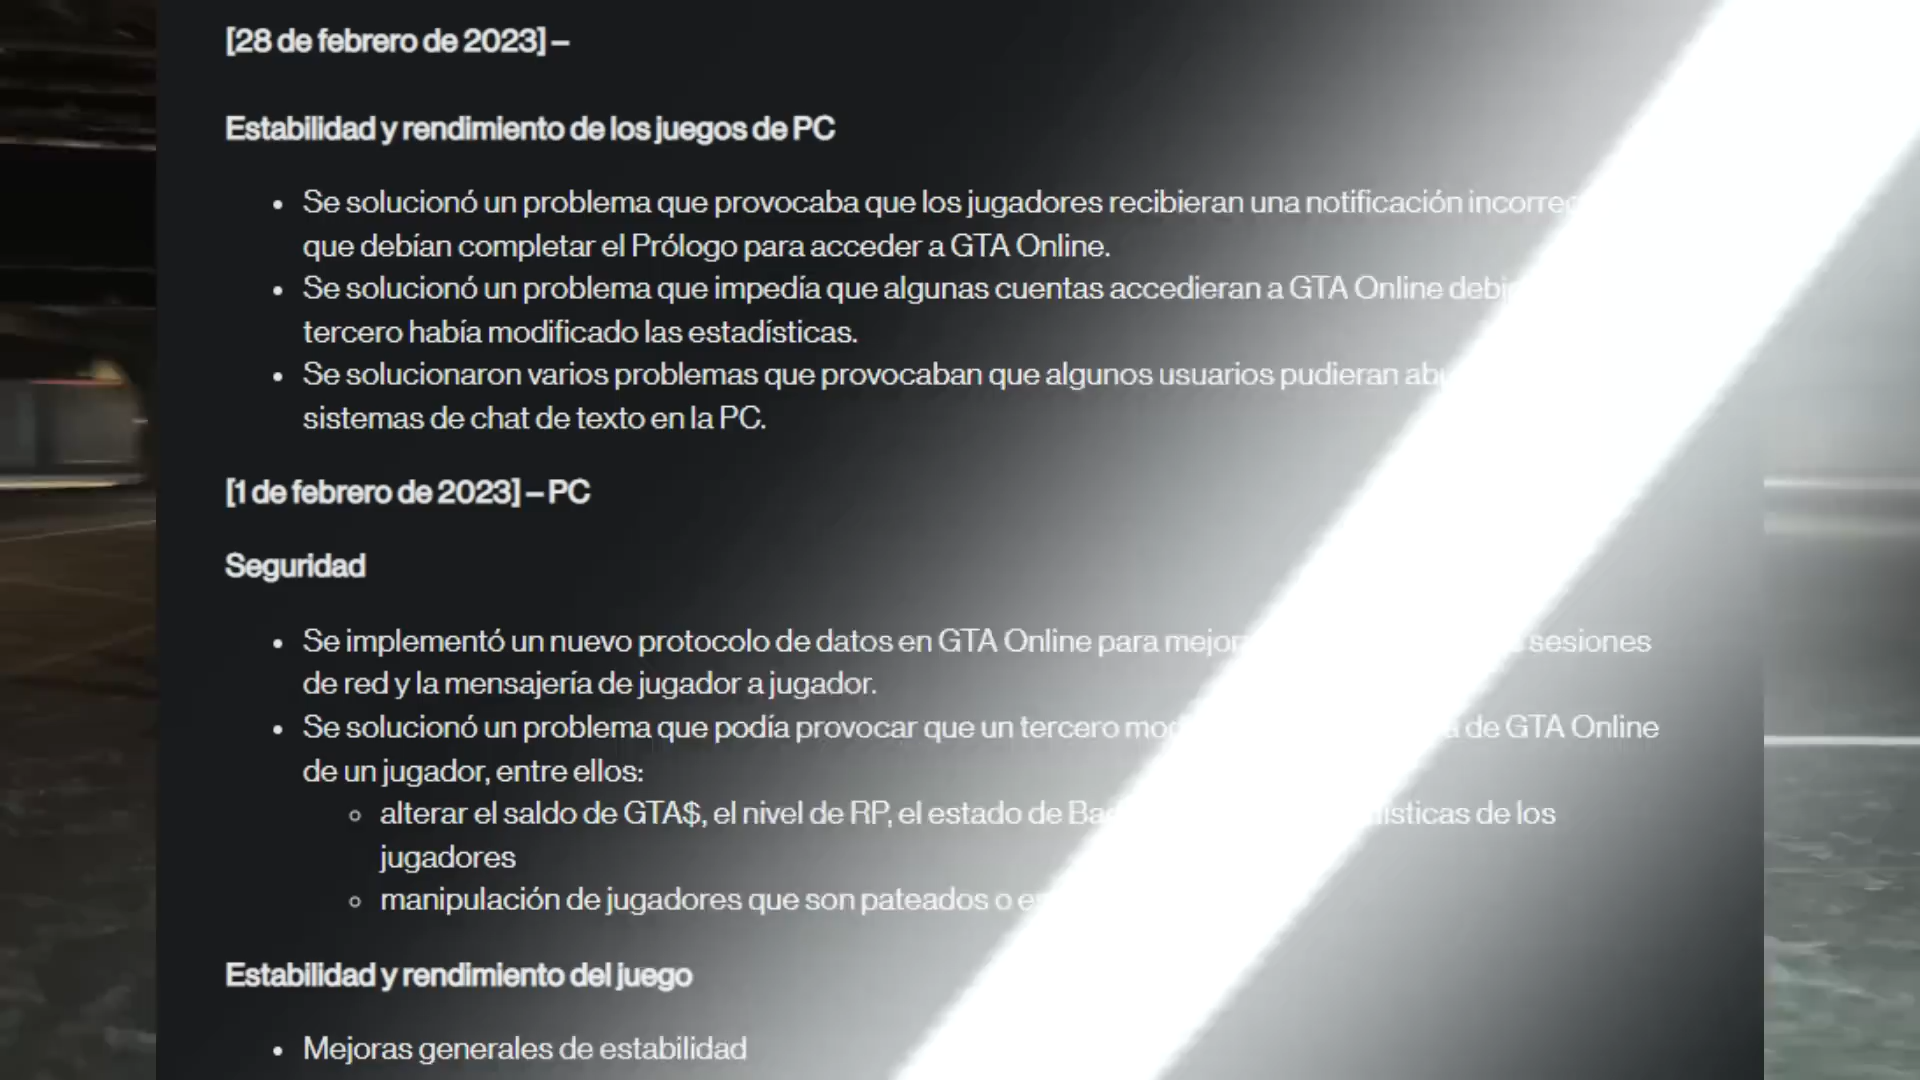 [28 de febrero de 2023] –
Estabilidad y rendimiento de los juegos de PC
• Se solucionó un problema que provocaba que los jugadores recibieran una notificación
que debían completar el Prólogo para acceder a GTA Online.
• Se solucionó un problema que impedía que algunas cuentas accedieran a GTA Online
tercero había modificado las estadísticas.
• Se solucionaron varios problemas que provocaban que algunos usuarios pudieran
sistemas de chat de texto en la PC.
[1 de febrero de 2023] – PC
Seguridad
• Se implementó un nuevo protocolo de datos en GTA Online para sesiones
de red y la mensajería de jugador a jugador.
• Se solucionó un problema que podía provocar que un tercero de GTA Online
de un jugador, entre ellos:
◦ alterar el saldo de GTA$, el nivel de RP, el estado de de los
jugadores
◦ manipulación de jugadores que son pateados o
Estabilidad y rendimiento del juego
• Mejoras generales de estabilidad